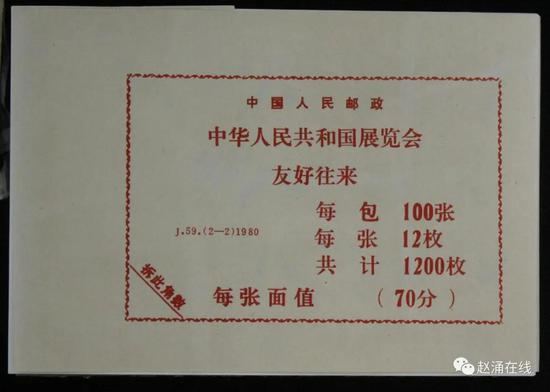 中国人民邮政
中华人民共和国展览会
友好往来
每 包 100张
J.59.(2—2)1980
每 张 12枚
共 计 1200枚
拆此角数
每张面值 (70分)
赵涌在线